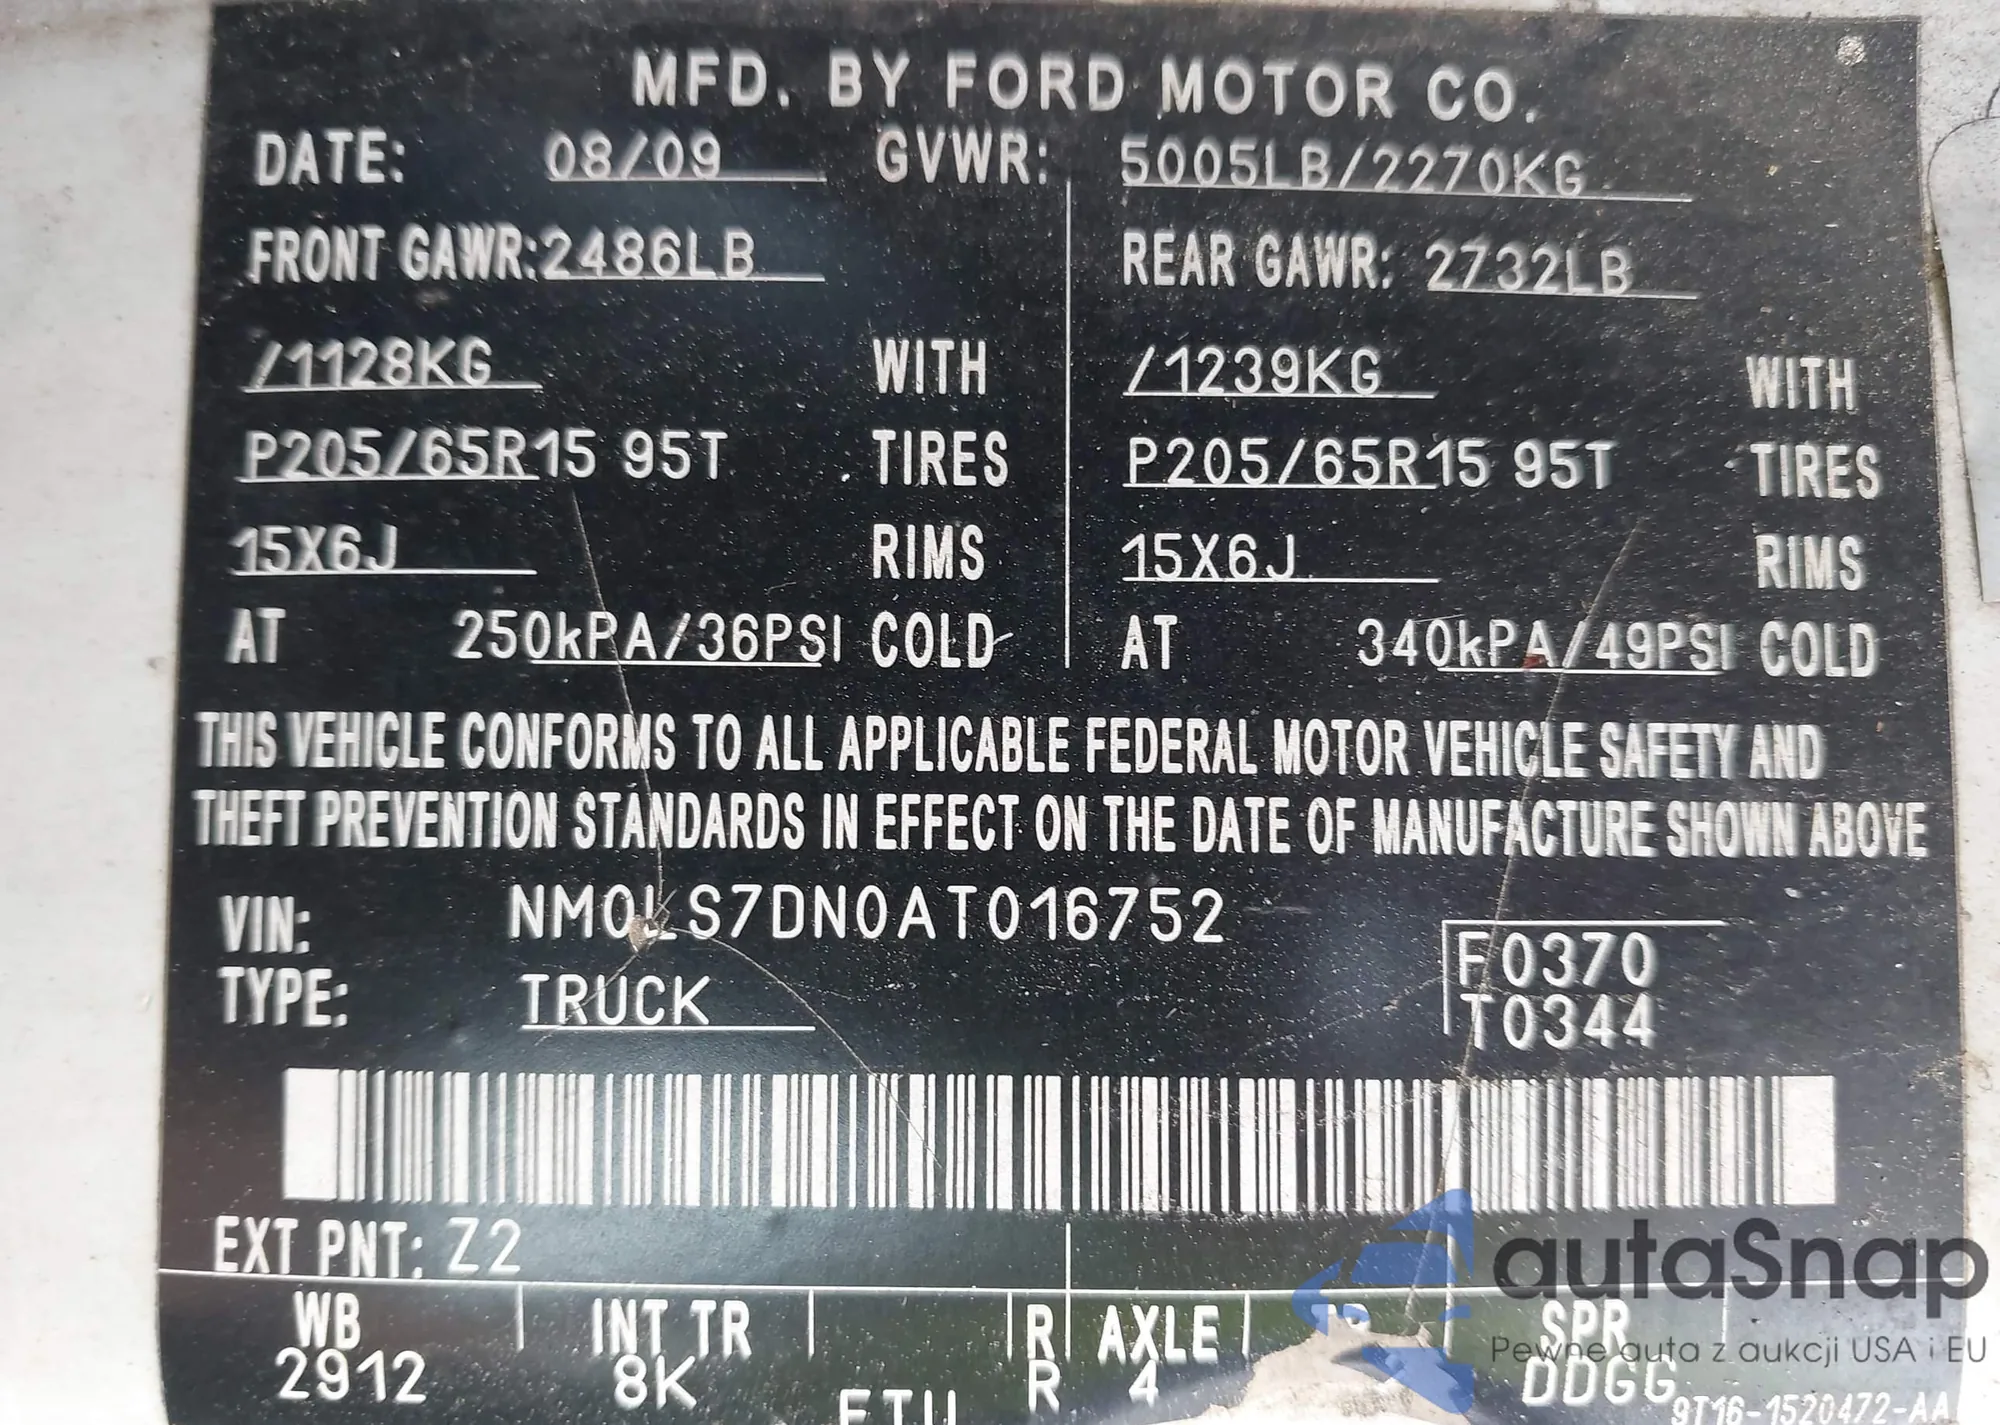 MFD. BY FORD MOTOR CO.
DATE: 08/09 GVWR: 5005LB/2270KG
FRONT GAWR: 2486LB REAR GAWR: 2732LB
/1128KG WITH /1239KG WITH
P205/65R15 95T TIRES P205/65R15 95T TIRES
15X6J RIMS 15X6J RIMS
AT 250kPA/36PSI COLD AT 340kPA/49PSI COLD
THIS VEHICLE CONFORMS TO ALL APPLICABLE FEDERAL MOTOR VEHICLE SAFETY AND
THEFT PREVENTION STANDARDS IN EFFECT ON THE DATE OF MANUFACTURE SHOWN ABOVE
VIN: NM0LS7DN0AT016752
F0370
TYPE: TRUCK
T0344
EXT PNT: Z2
autaSnap
WB INT TR R AXLE SPR
Pewne auta z aukcji USA i EU
2912 8K R 4 DDGG
9T16-1520472-AA